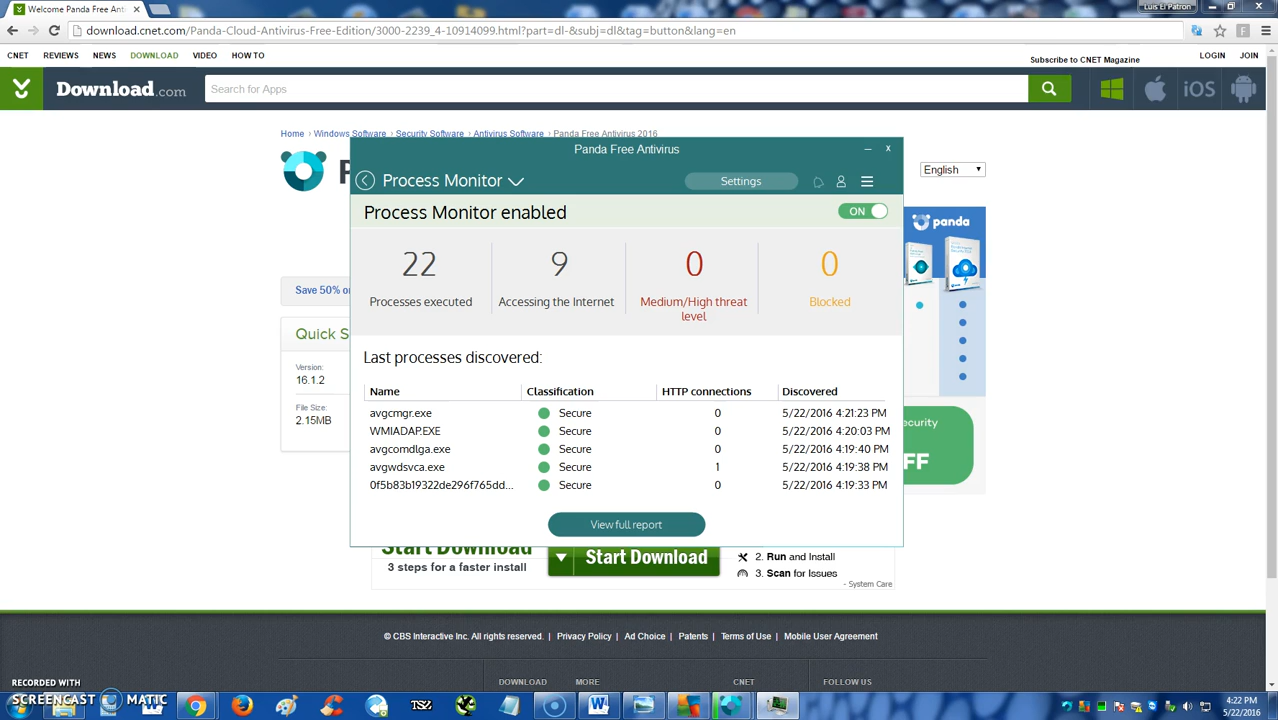 Welcome Panda Free Ant
Luis El Patron
download.cnet.com/Panda-Cloud-Antivirus-Free-Edition/3000-2239_4-10914099.html?part=dl-&subj=dl&tag=button&lang=en
CNET REVIEWS NEWS DOWNLOAD VIDEO HOW TO Subscribe to CNET Magazine LOGIN JOIN
Download.com Search for Apps iOS
Home › Windows Software › Security Software › Antivirus Software › Panda Free Antivirus 2016
English
Panda Free Antivirus
Process Monitor Settings
Process Monitor enabled ON
22 9 0 0
Processes executed Accessing the Internet Medium/High threat level Blocked
Last processes discovered:
Name Classification HTTP connections Discovered
avgcmgr.exe Secure 0 5/22/2016 4:21:23 PM
WMIADAP.EXE Secure 0 5/22/2016 4:20:03 PM
avgcomdlga.exe Secure 0 5/22/2016 4:19:40 PM
avgwdsvca.exe Secure 1 5/22/2016 4:19:38 PM
0f5b83b19322de296f765dd... Secure 0 5/22/2016 4:19:33 PM
View full report
panda
Save 50% o
Quick S
Version:
16.1.2
File Size:
2.15MB
ecurity
FF
Start Download
3 steps for a faster install
Start Download
2. Run and Install
3. Scan for Issues
- System Care
© CBS Interactive Inc. All rights reserved. | Privacy Policy | Ad Choice | Patents | Terms of Use | Mobile User Agreement
DOWNLOAD MORE CNET FOLLOW US
RECORDED WITH
SCREENCAST MATIC
TSZ
4:22 PM
5/22/2016